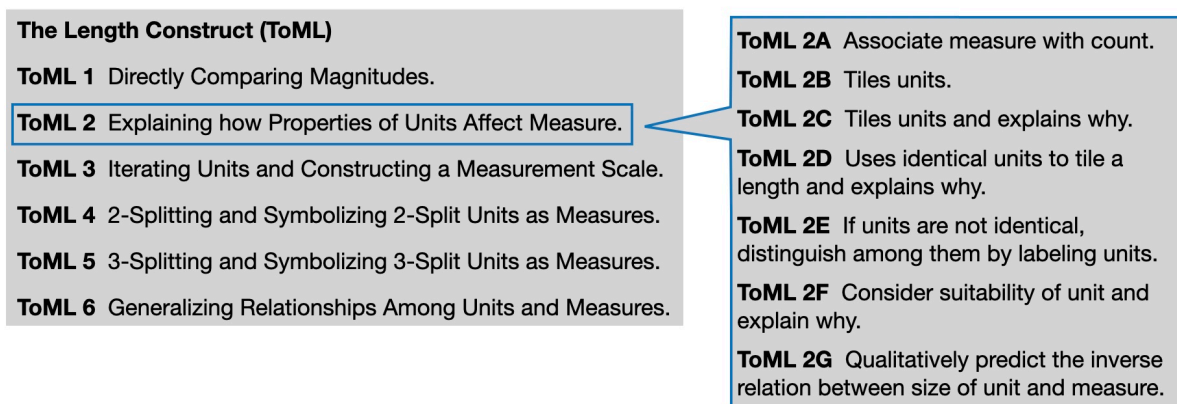 The Length Construct (ToML)
ToML 1 Directly Comparing Magnitudes.
ToML 2 Explaining how Properties of Units Affect Measure.
ToML 3 Iterating Units and Constructing a Measurement Scale.
ToML 4 2-Splitting and Symbolizing 2-Split Units as Measures.
ToML 5 3-Splitting and Symbolizing 3-Split Units as Measures.
ToML 6 Generalizing Relationships Among Units and Measures.
ToML 2A Associate measure with count.
ToML 2B Tiles units.
ToML 2C Tiles units and explains why.
ToML 2D Uses identical units to tile a
length and explains why.
ToML 2E If units are not identical,
distinguish among them by labeling units.
ToML 2F Consider suitability of unit and
explain why.
ToML 2G Qualitatively predict the inverse
relation between size of unit and measure.